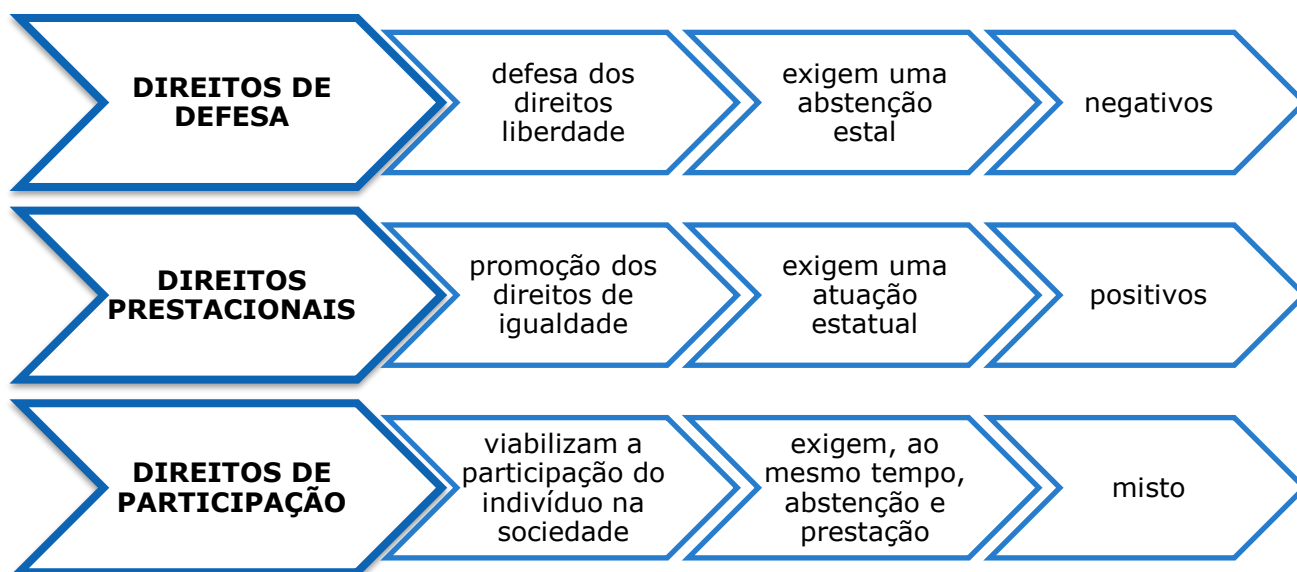 DIREITOS DE
DEFESA
defesa dos
direitos
liberdade
exigem uma
abstenção
estal
negativos
DIREITOS
PRESTACIONAIS
promoção dos
direitos de
igualdade
exigem uma
atuação
estatual
positivos
DIREITOS DE
PARTICIPAÇÃO
viabilizam a
participação do
indivíduo na
sociedade
exigem, ao
mesmo tempo,
abstenção e
prestação
misto